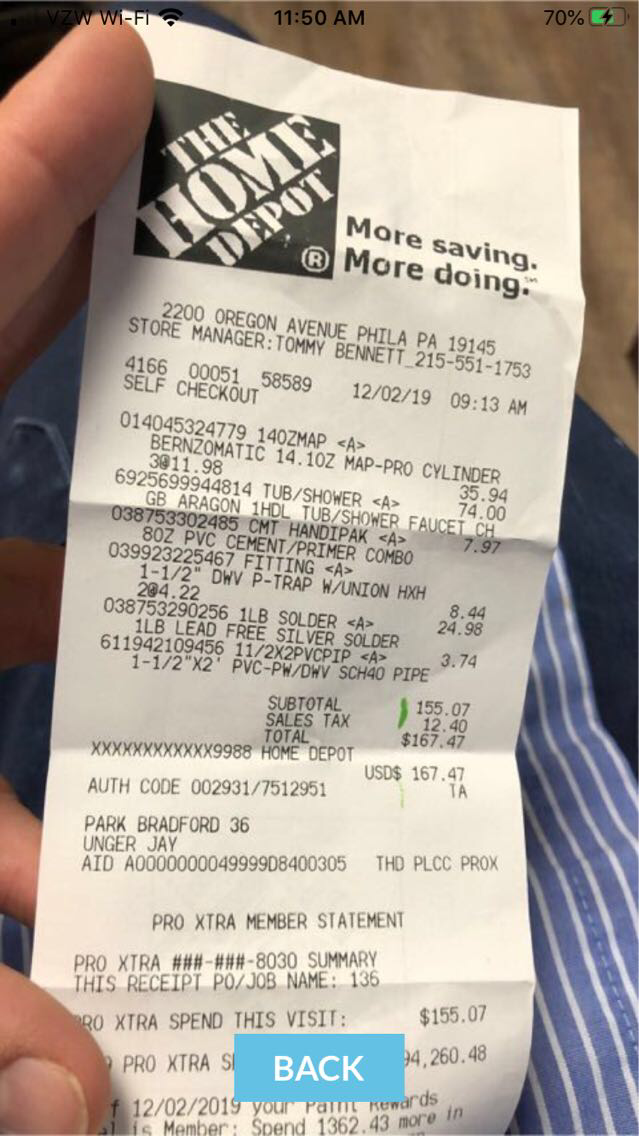 VZW Wi-Fi 11:50 AM 70%
THE
HOME
DEPOT
®
More saving.
More doing.℠
2200 OREGON AVENUE PHILA PA 19145
STORE MANAGER:TOMMY BENNETT_215-551-1753
4166 00051 58589 12/02/19 09:13 AM
SELF CHECKOUT
014045324779 14OZMAP <A>
BERNZOMATIC 14.1OZ MAP-PRO CYLINDER
3@11.98 35.94
6925699944814 TUB/SHOWER <A> 74.00
GB ARAGON 1HDL TUB/SHOWER FAUCET CH
038753302485 CMT HANDIPAK <A> 7.97
8OZ PVC CEMENT/PRIMER COMBO
039923225467 FITTING <A>
1-1/2" DWV P-TRAP W/UNION HXH
2@4.22 8.44
038753290256 1LB SOLDER <A> 24.98
1LB LEAD FREE SILVER SOLDER
611942109456 11/2X2PVCPIP <A> 3.74
1-1/2"X2' PVC-PW/DWV SCH40 PIPE
SUBTOTAL 155.07
SALES TAX 12.40
TOTAL $167.47
XXXXXXXXXXXX9988 HOME DEPOT
USD$ 167.47
AUTH CODE 002931/7512951 TA
PARK BRADFORD 36
UNGER JAY
AID A0000000049999D8400305 THD PLCC PROX
PRO XTRA MEMBER STATEMENT
PRO XTRA ###-###-8030 SUMMARY
THIS RECEIPT PO/JOB NAME: 136
PRO XTRA SPEND THIS VISIT: $155.07
PRO XTRA 94,260.48
BACK
12/02/2019 your Paint Rewards
is Member: Spend 1362.43 more in